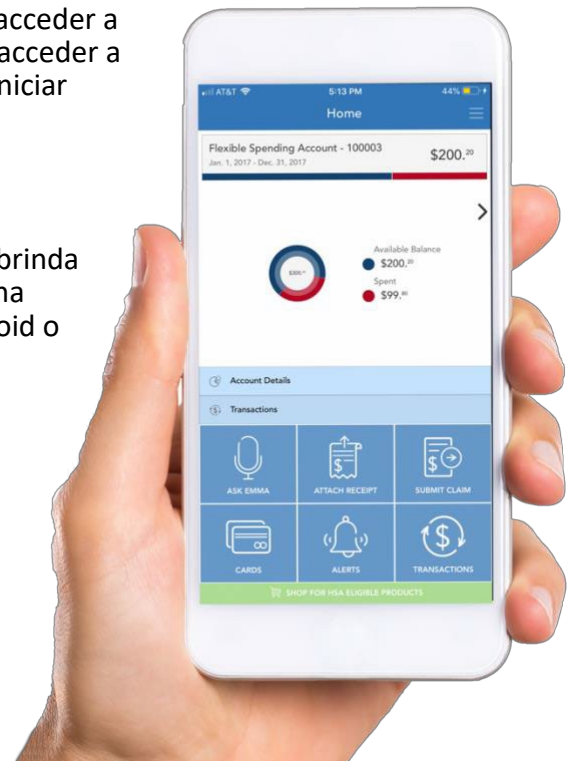 acceder a
acceder a
niciar
brinda
na
oid o
AT&T 5:13 PM 44%
Home
Flexible Spending Account - 100003
Jan. 1, 2017 - Dec. 31, 2017
$200.20
Available Balance
$200.20
Spent
$99.80
Account Details
Transactions
ASK EMMA
ATTACH RECEIPT
SUBMIT CLAIM
CARDS
ALERTS
TRANSACTIONS
SHOP FOR HSA ELIGIBLE PRODUCTS